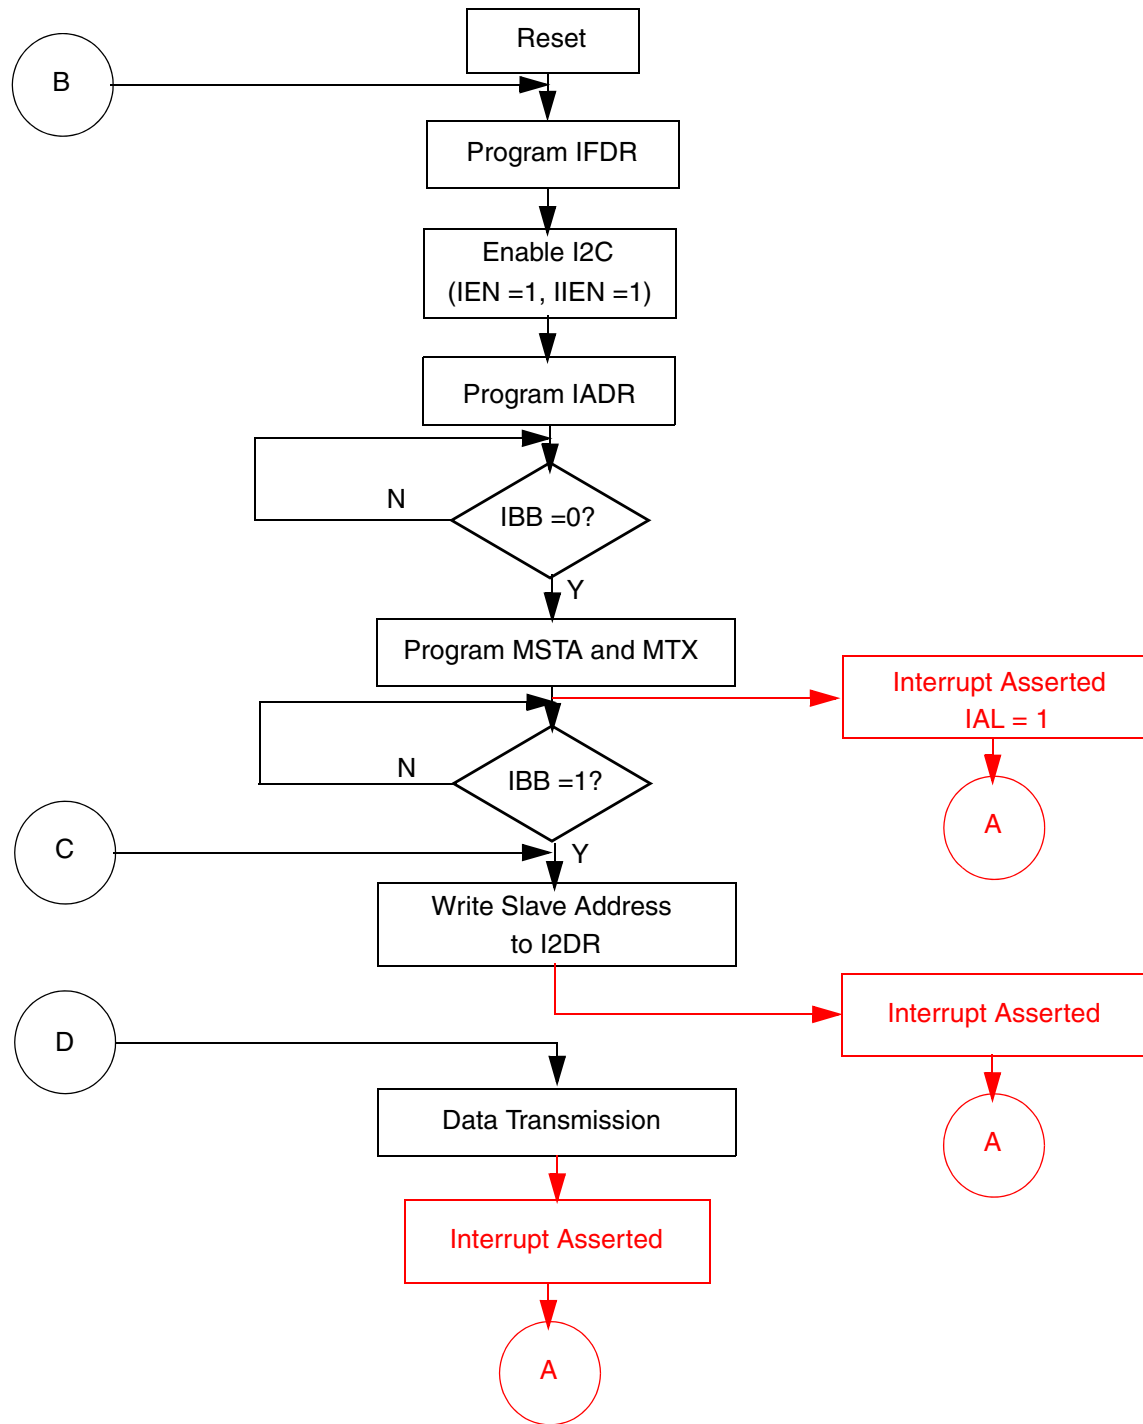 Reset
B
Program IFDR
Enable I2C
(IEN =1, IIEN =1)
Program IADR
N
IBB =0?
Y
Program MSTA and MTX
Interrupt Asserted
IAL = 1
N
IBB =1?
A
C
Y
Write Slave Address
to I2DR
Interrupt Asserted
D
Data Transmission
A
Interrupt Asserted
A